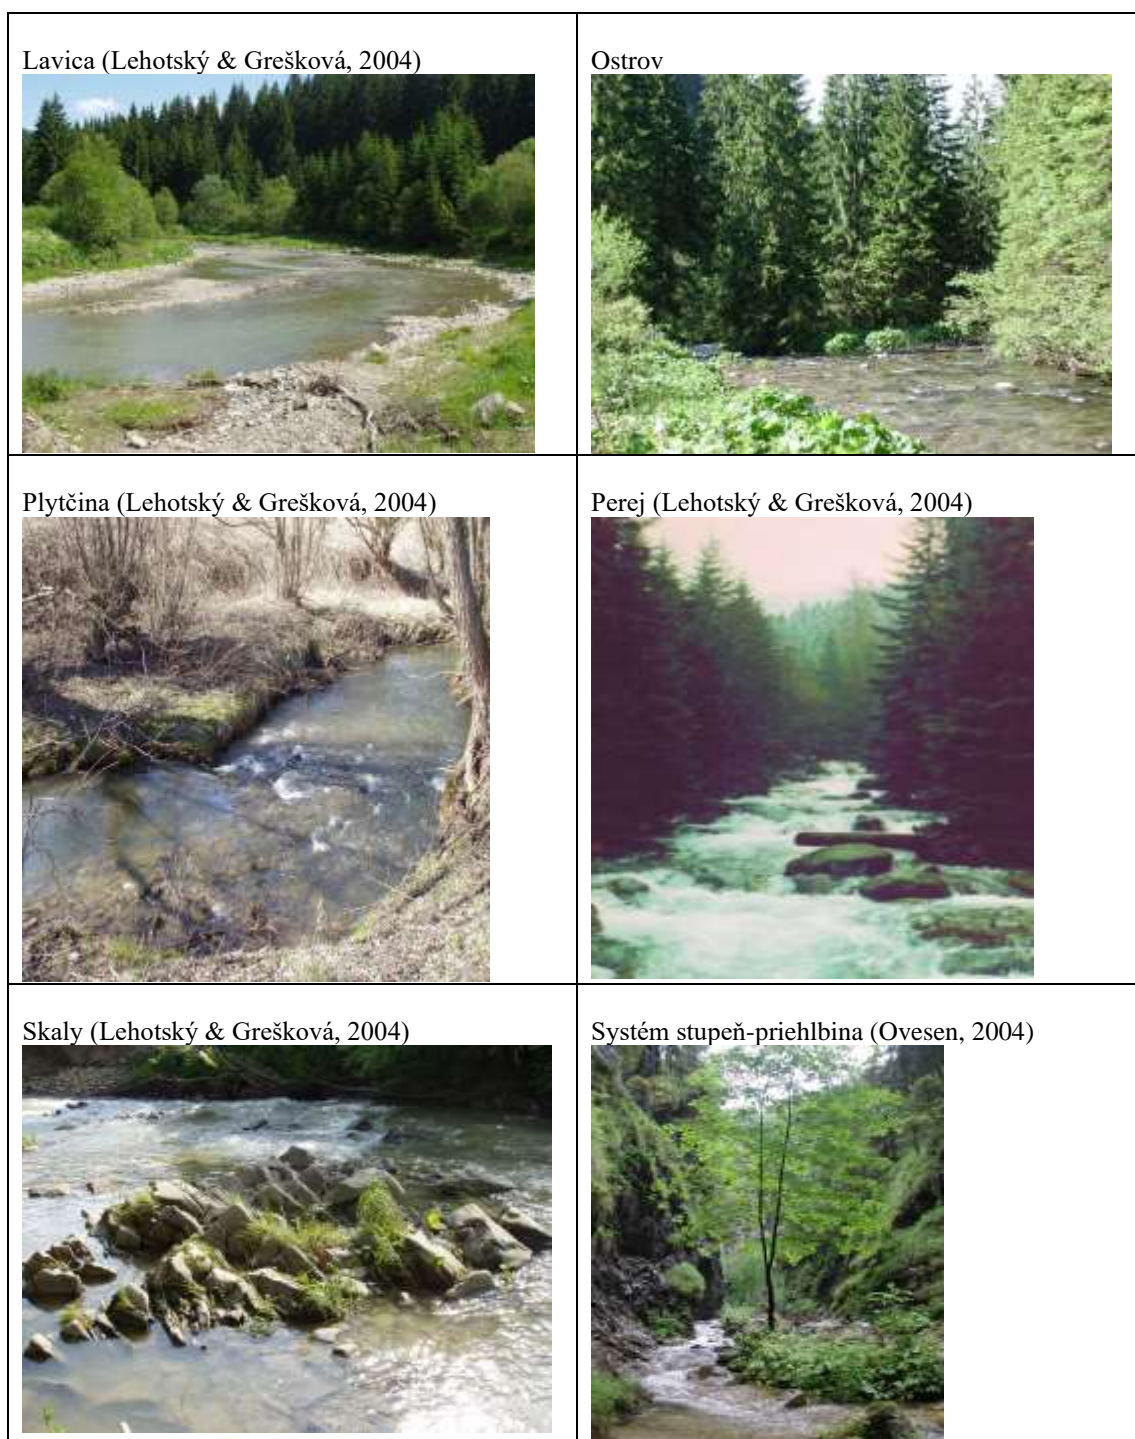 Lavica (Lehotský & Grešková, 2004)
Ostrov
Plytčina (Lehotský & Grešková, 2004)
Perej (Lehotský & Grešková, 2004)
Skaly (Lehotský & Grešková, 2004)
Systém stupeň-priehlbina (Ovesen, 2004)